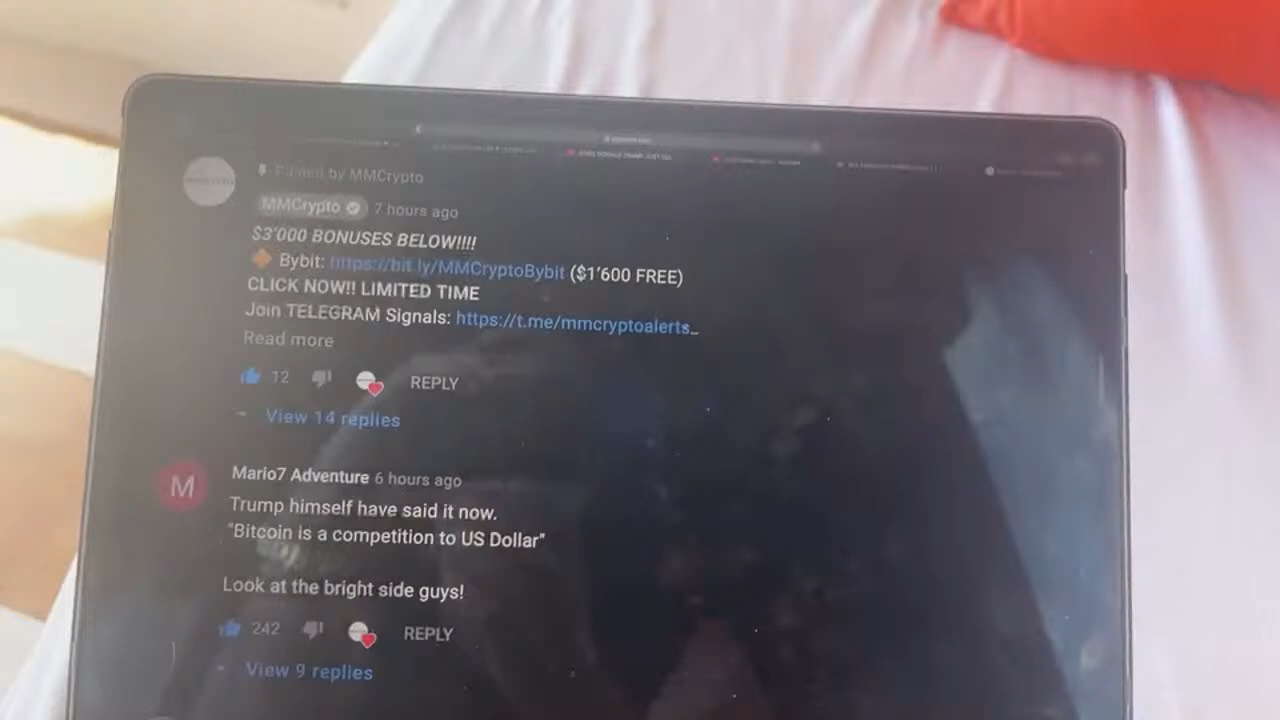 Pinned by MMCrypto
MMCrypto 7 hours ago
$3'000 BONUSES BELOW!!!!
Bybit: https://bit.ly/MMCryptoBybit ($1'600 FREE)
CLICK NOW!! LIMITED TIME
Join TELEGRAM Signals: https://t.me/mmcryptoalerts…
Read more
12 REPLY
View 14 replies
M Mario7 Adventure 6 hours ago
Trump himself have said it now.
"Bitcoin is a competition to US Dollar"
Look at the bright side guys!
242 REPLY
View 9 replies